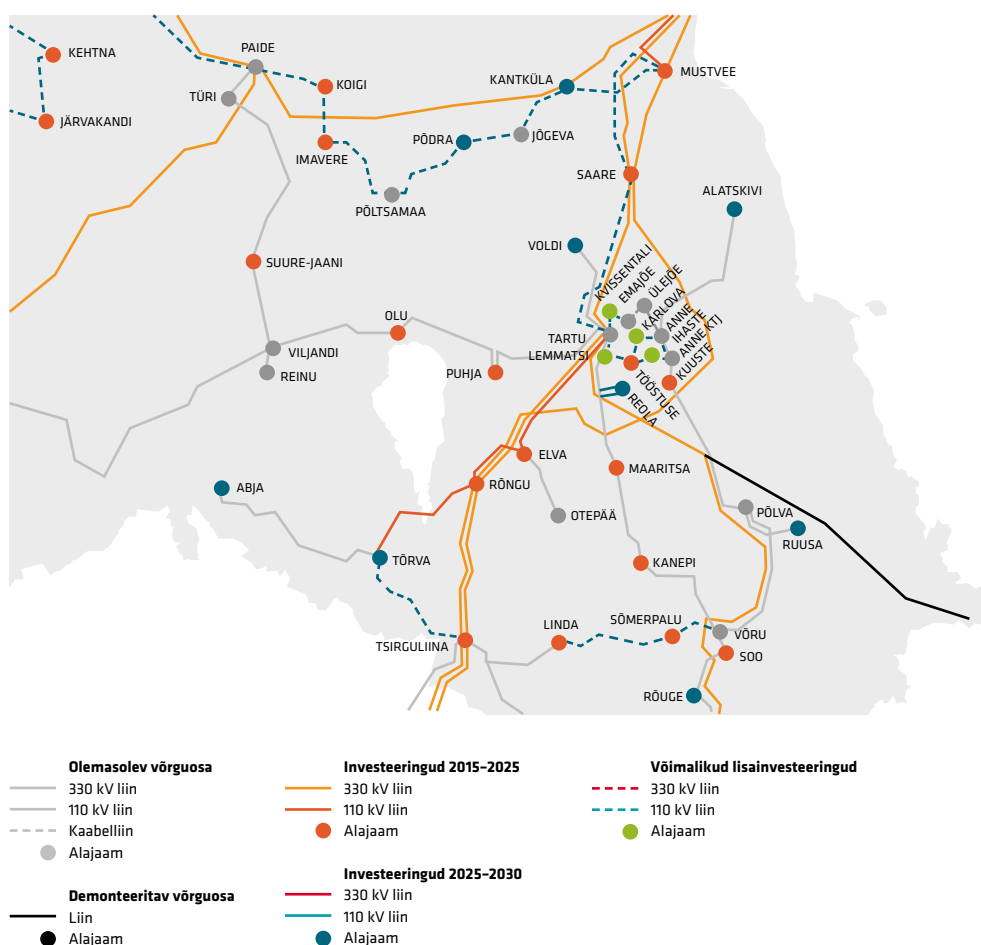 KEHTNA
PAIDE
KOIGI
KANTKÜLA
MUSTVEE
TÜRI
JÄRVAKANDI
IMAVERE
PÕDRA
JÕGEVA
SAARE
ALATSKIVI
PÕLTSAMAA
VOLDI
SUURE-JAANI
KVISSENTALI
EMAJÕE
ÜLEJÕE
KARLOVA
ANNE
IHASTE
ANNE KTJ
KUUSTE
OLU
TARTU
LEMMATSI
VILJANDI
REINU
PUHJA
TÖÖSTUSE
REOLA
ELVA
MAARITSA
RÕNGU
ABJA
OTEPÄÄ
PÕLVA
RUUSA
TÕRVA
KANEPI
LINDA
SÕMERPALU
VÕRU
TSIRGULIINA
SOO
RÕUGE
Olemasolev võrguosa
330 kV liin
110 kV liin
Kaabelliin
Alajaam
Demonteeritav võrguosa
Liin
Alajaam
Investeeringud 2015–2025
330 kV liin
110 kV liin
Alajaam
Investeeringud 2025–2030
330 kV liin
110 kV liin
Alajaam
Võimalikud lisainvesteeringud
330 kV liin
110 kV liin
Alajaam